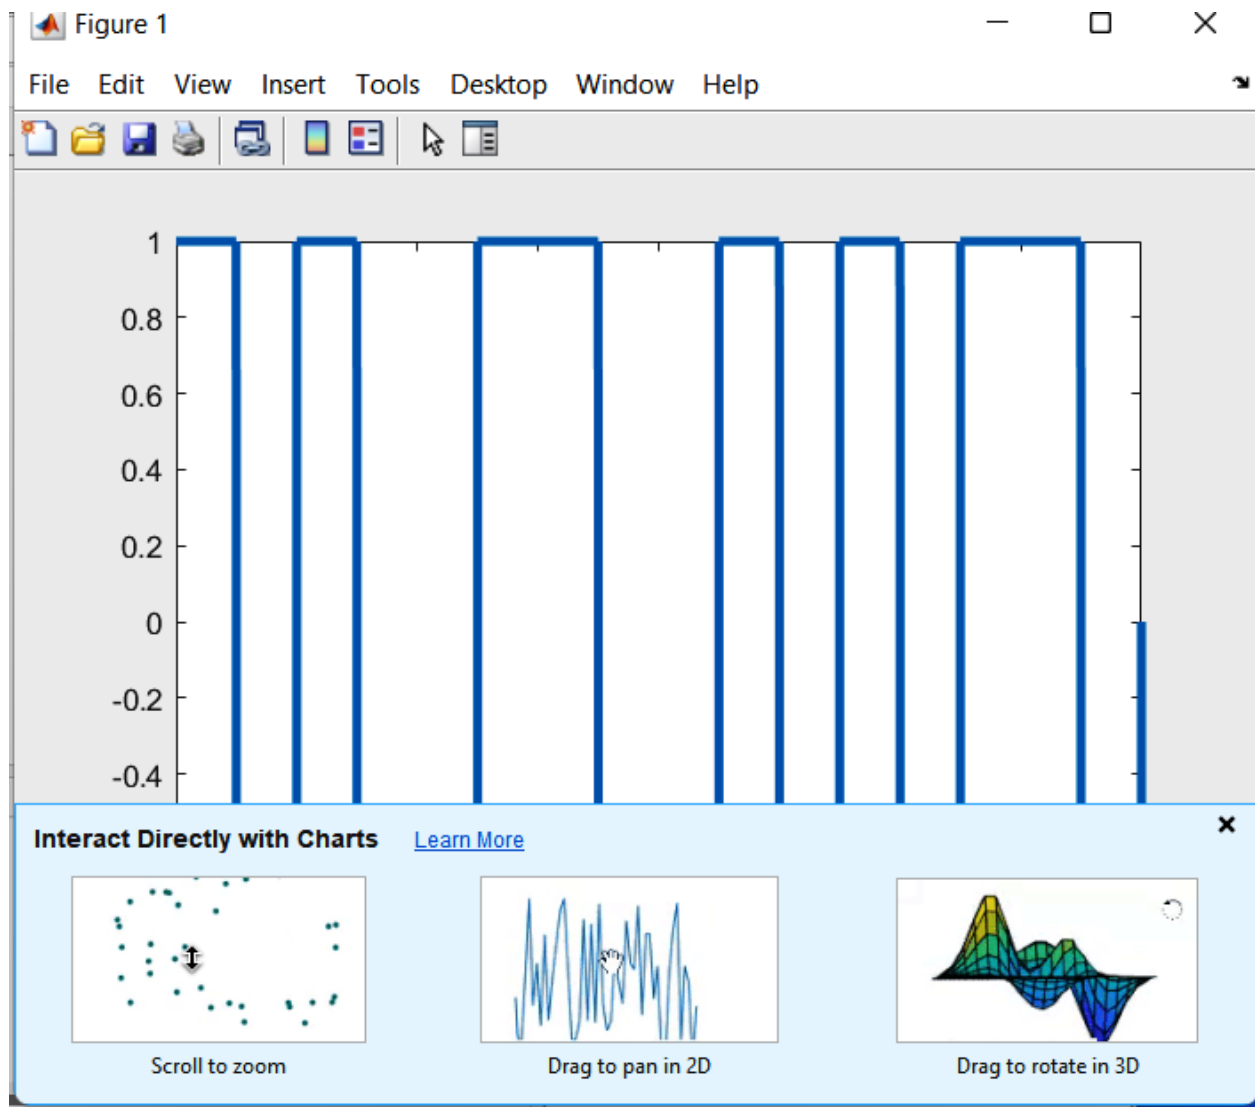 Figure 1
File Edit View Insert Tools Desktop Window Help
1
0.8
0.6
0.4
0.2
0
-0.2
-0.4
Interact Directly with Charts Learn More
Scroll to zoom Drag to pan in 2D Drag to rotate in 3D